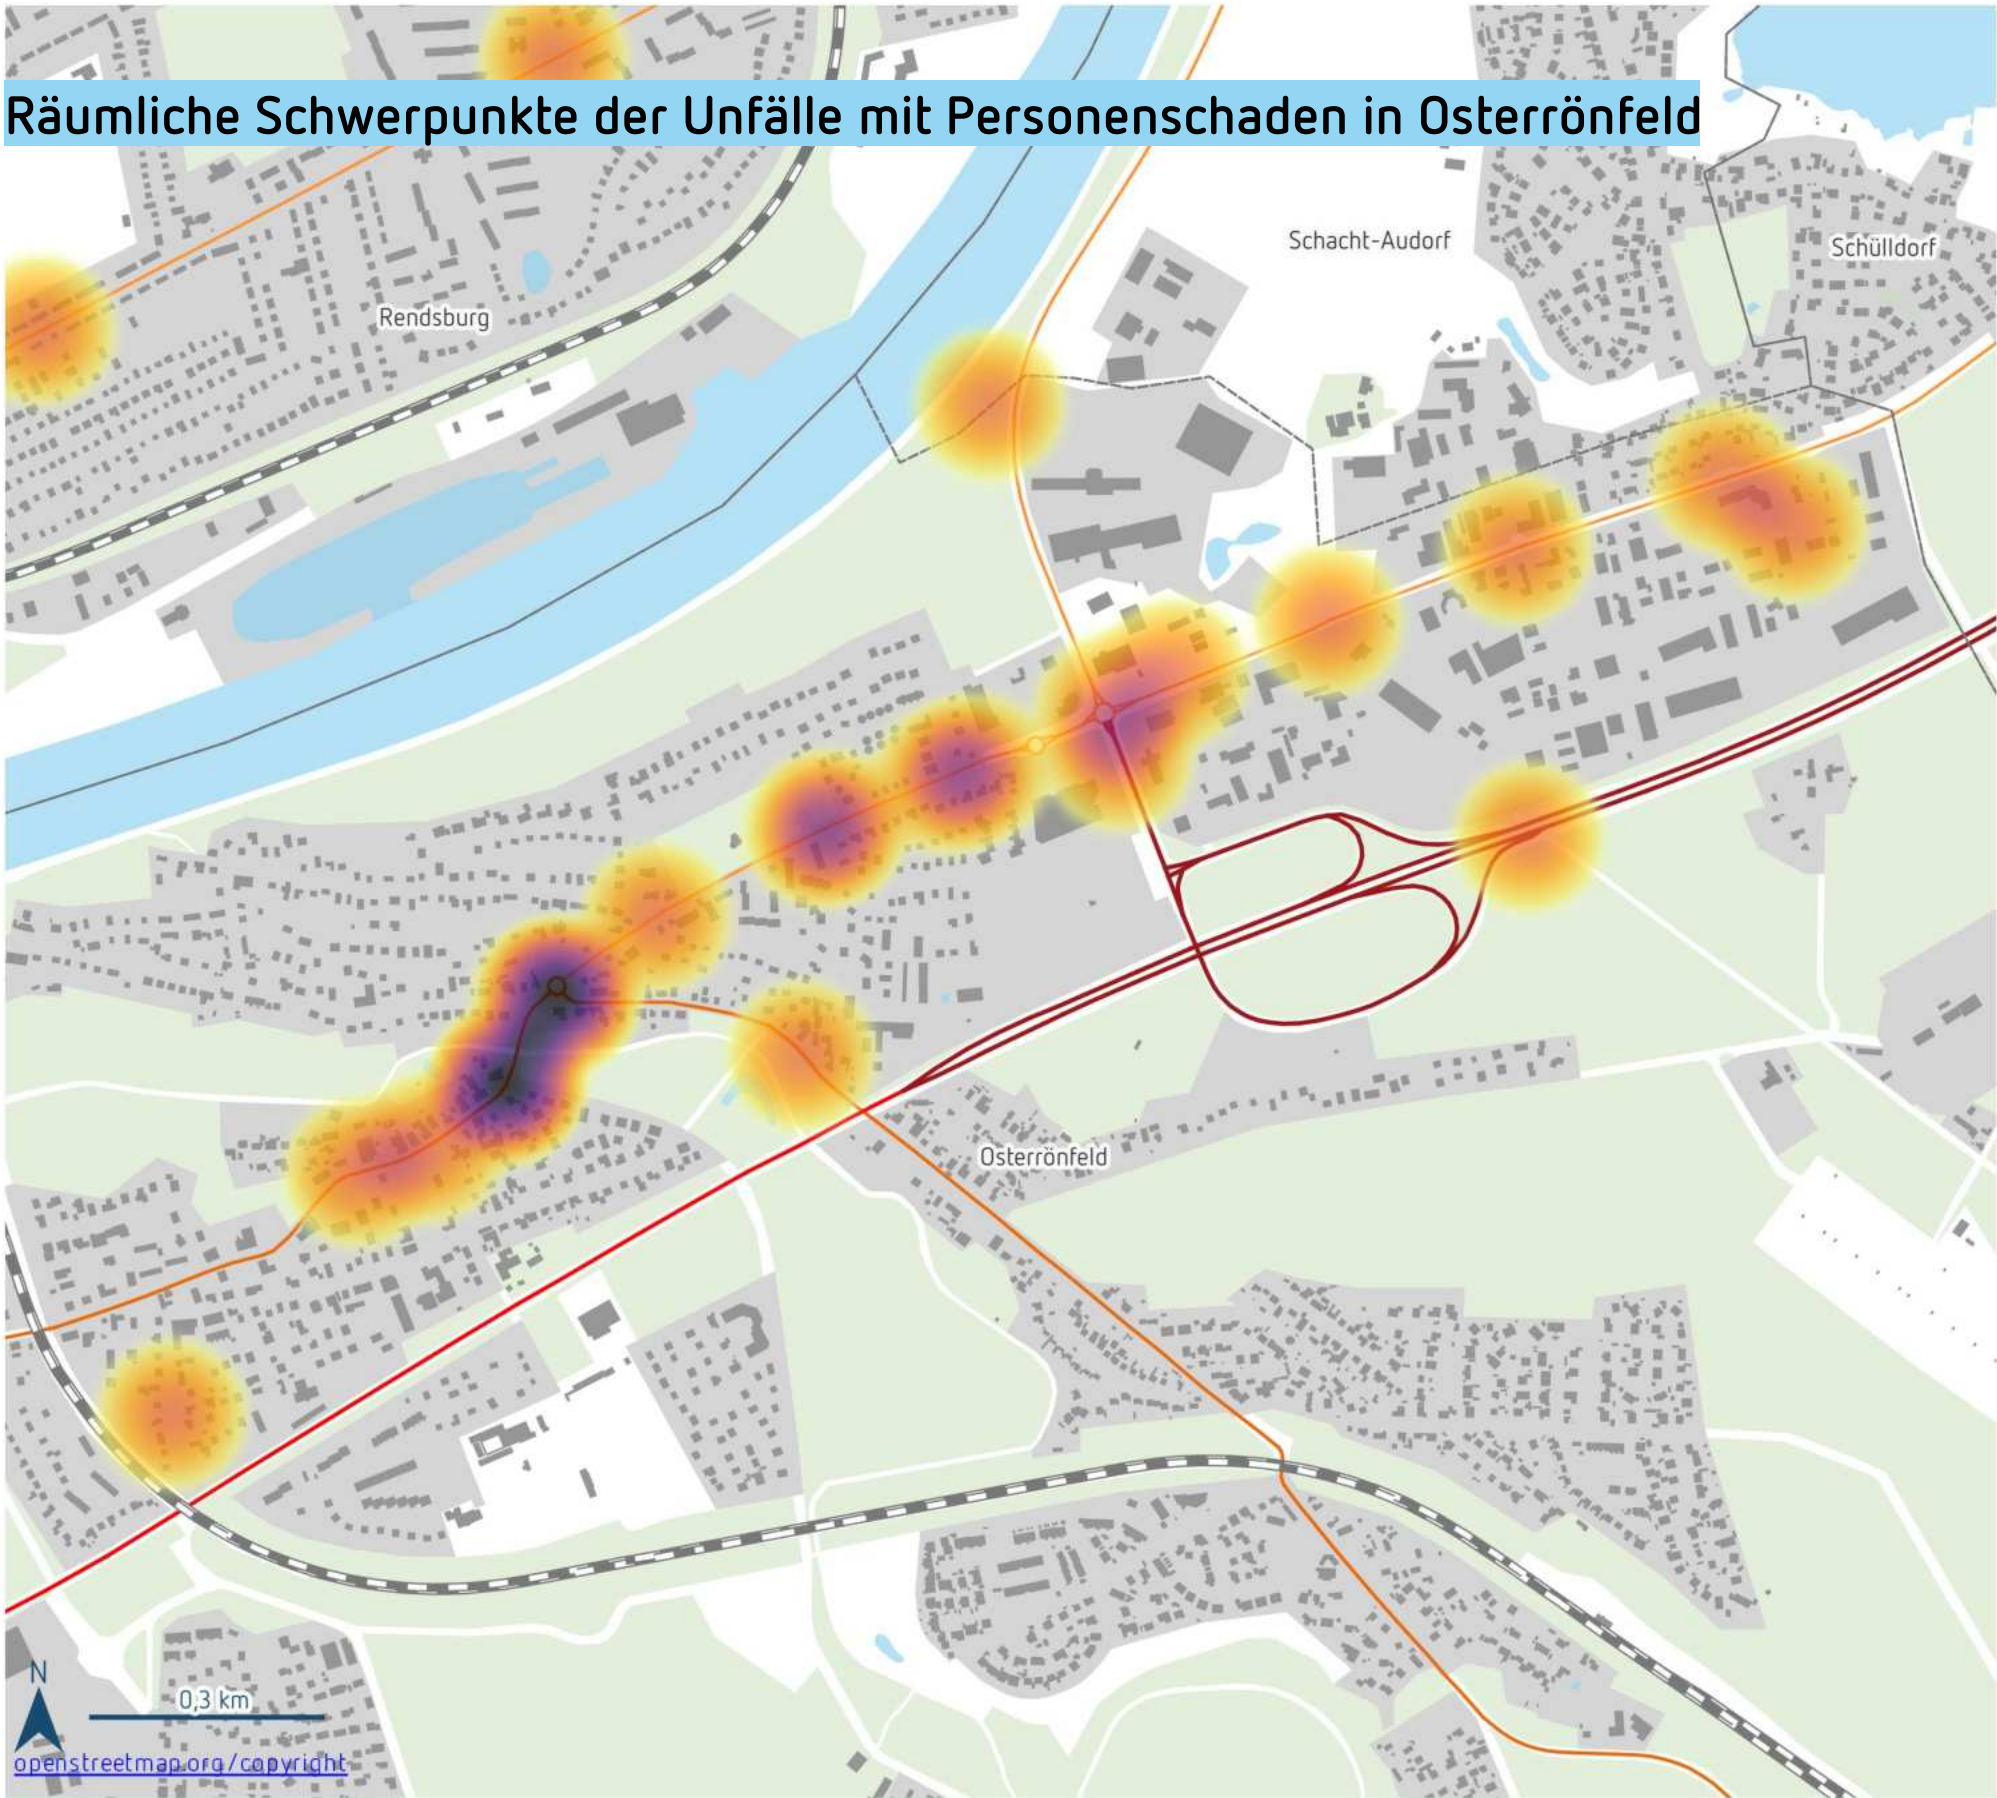 Räumliche Schwerpunkte der Unfälle mit Personenschaden in Osterrönfeld
Schacht-Audorf
Schülldorf
Rendsburg
Osterrönfeld
N
0,3 km
openstreetmap.org/copyright